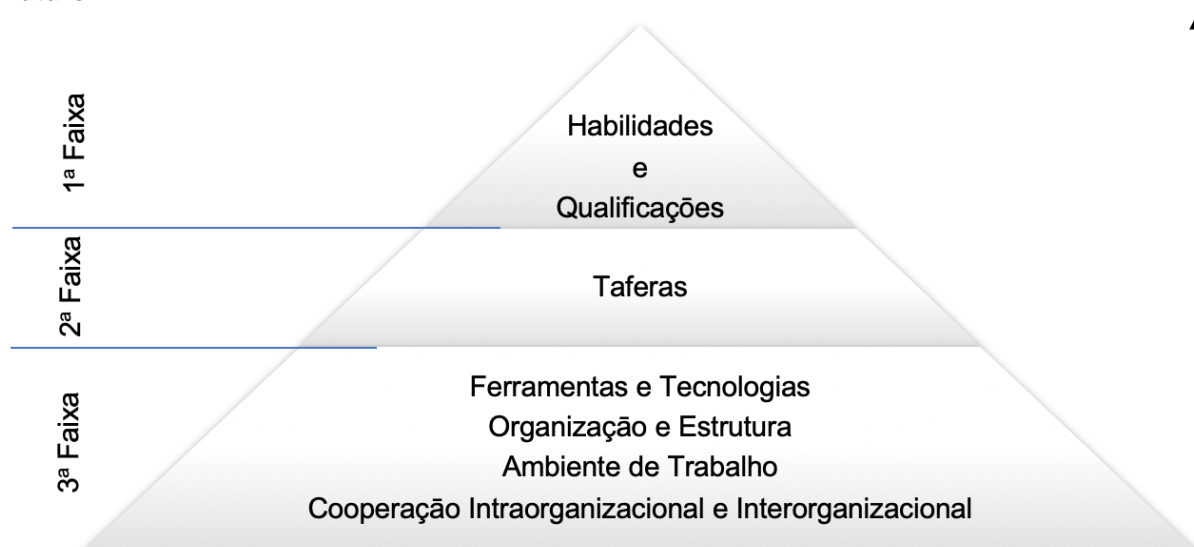 1ª Faixa
Habilidades
e
Qualificações
2ª Faixa
Taferas
3ª Faixa
Ferramentas e Tecnologias
Organização e Estrutura
Ambiente de Trabalho
Cooperação Intraorganizacional e Interorganizacional